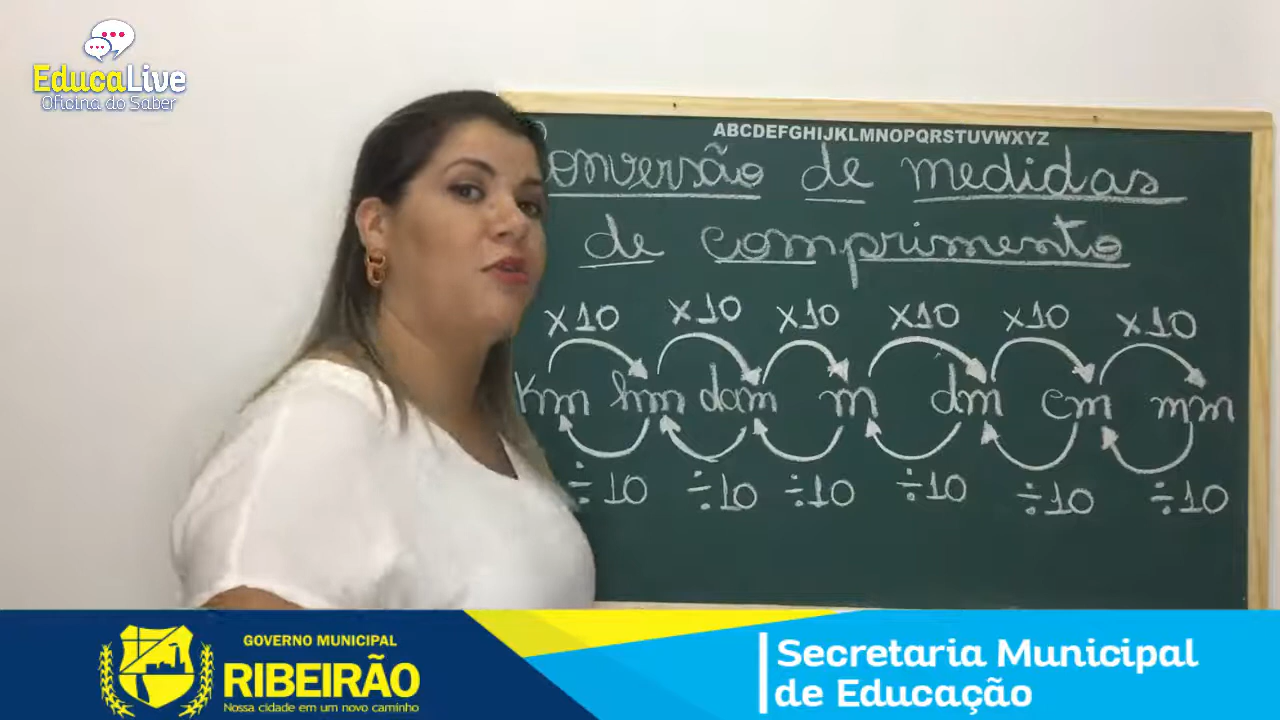 EducaLive
Oficina do Saber
ABCDEFGHIJKLMNOPQRSTUVWXYZ
onversão de medidas
de comprimento
x10 x10 x10 x10 x10 x10
Km hm dam m dm cm mm
÷10 ÷10 ÷10 ÷10 ÷10 ÷10
GOVERNO MUNICIPAL
RIBEIRÃO
Nossa cidade em um novo caminho
Secretaria Municipal
de Educação